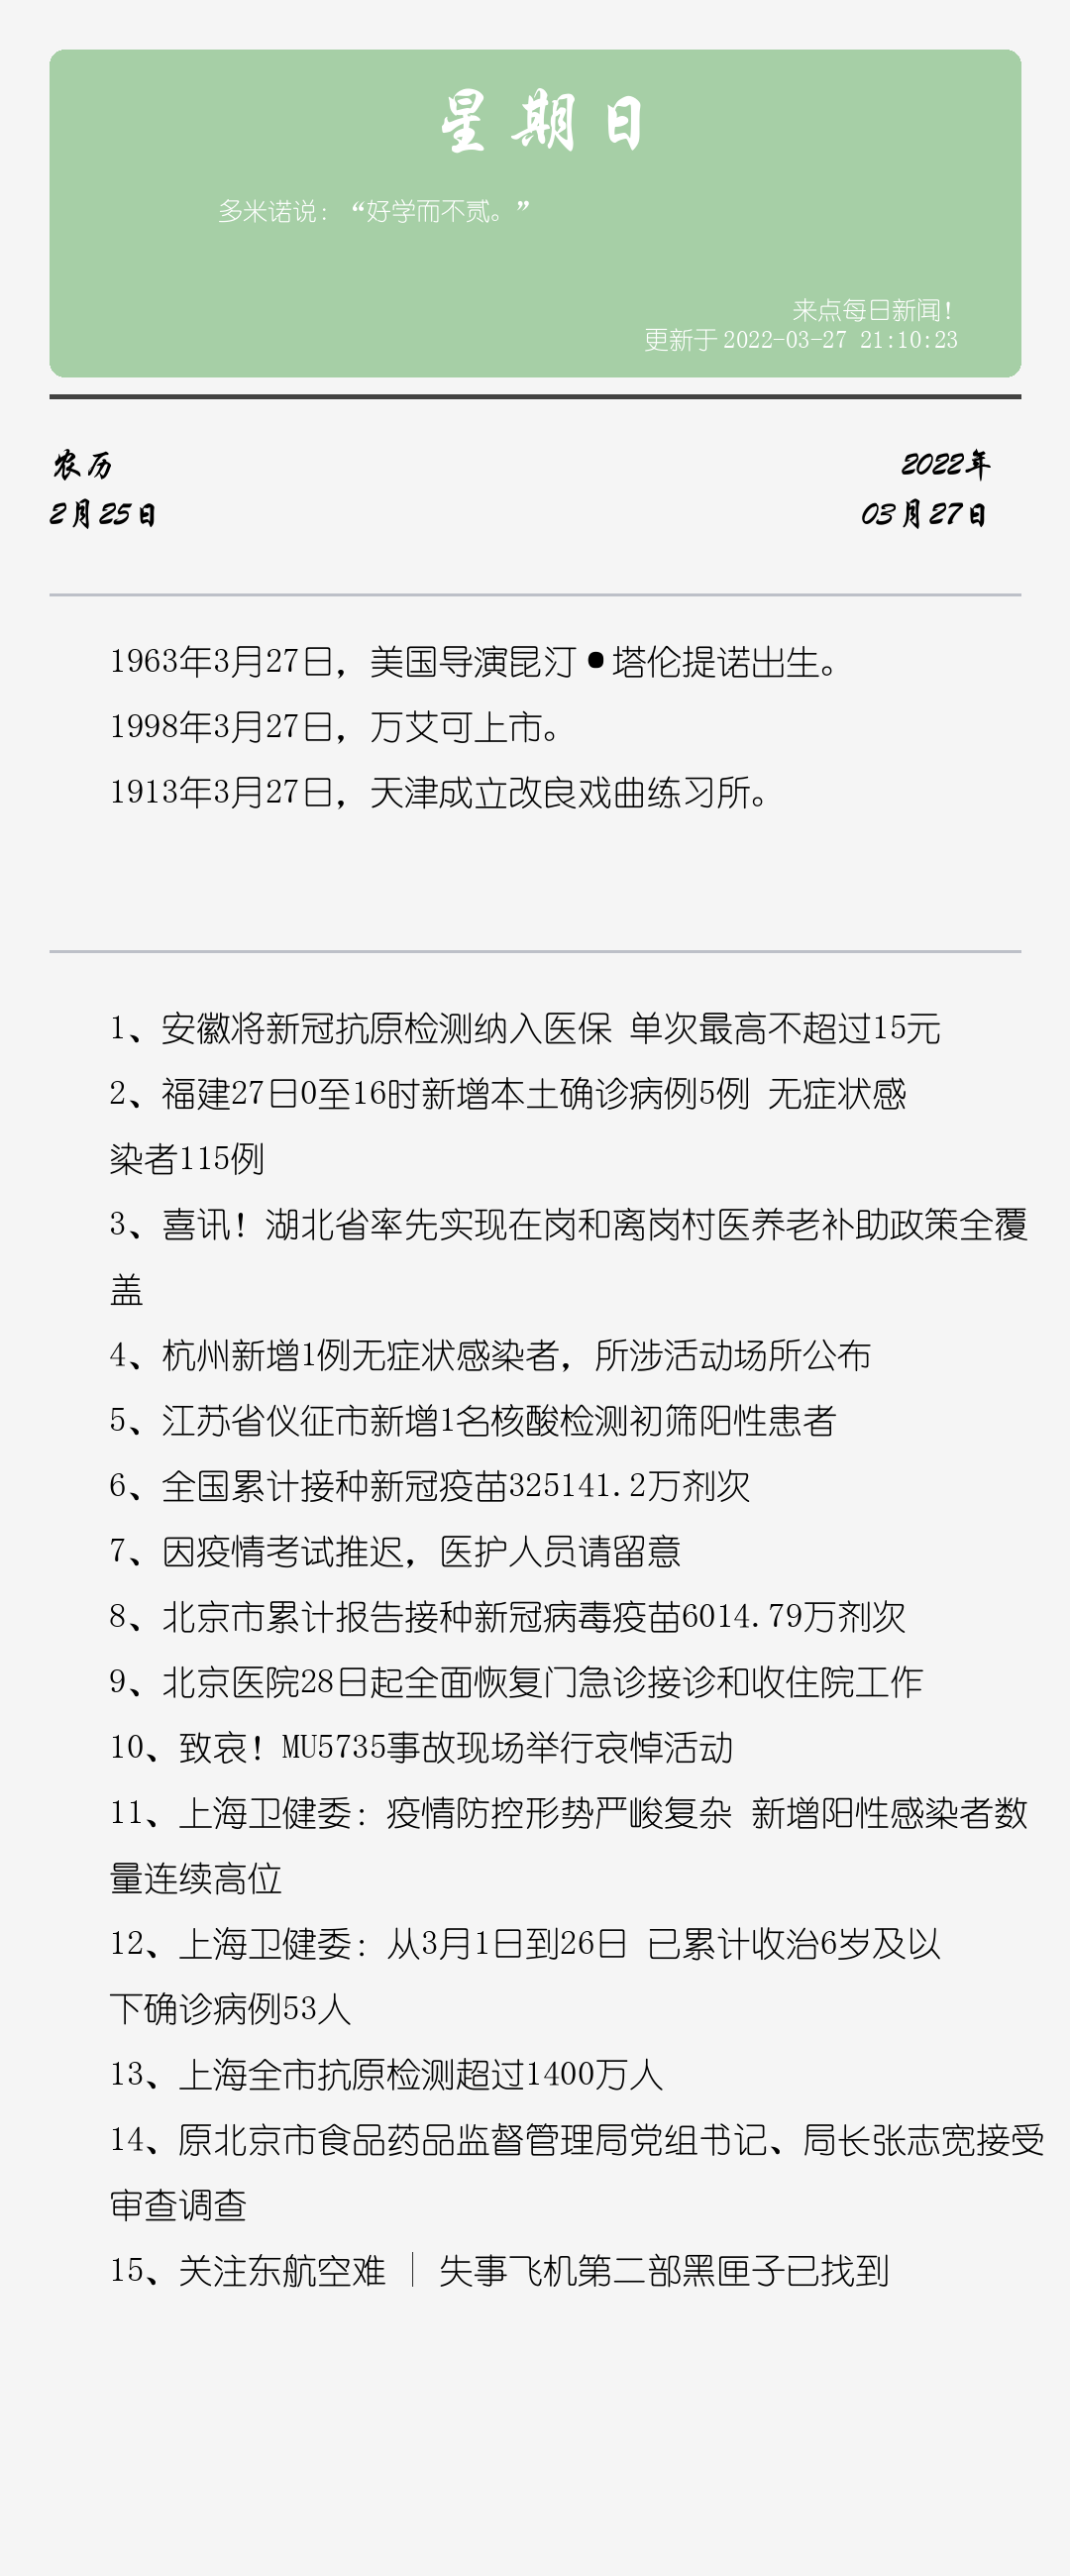 星期日
多米诺说：“好学而不贰。”
来点每日新闻！
更新于 2022-03-27 21:10:23
农历
2月25日
2022年
03月27日
1963年3月27日，美国导演昆汀•塔伦提诺出生。
1998年3月27日，万艾可上市。
1913年3月27日，天津成立改良戏曲练习所。
1、安徽将新冠抗原检测纳入医保 单次最高不超过15元
2、福建27日0至16时新增本土确诊病例5例 无症状感
染者115例
3、喜讯！湖北省率先实现在岗和离岗村医养老补助政策全覆
盖
4、杭州新增1例无症状感染者，所涉活动场所公布
5、江苏省仪征市新增1名核酸检测初筛阳性患者
6、全国累计接种新冠疫苗325141.2万剂次
7、因疫情考试推迟，医护人员请留意
8、北京市累计报告接种新冠病毒疫苗6014.79万剂次
9、北京医院28日起全面恢复门急诊接诊和收住院工作
10、致哀！MU5735事故现场举行哀悼活动
11、上海卫健委：疫情防控形势严峻复杂 新增阳性感染者数
量连续高位
12、上海卫健委：从3月1日到26日 已累计收治6岁及以
下确诊病例53人
13、上海全市抗原检测超过1400万人
14、原北京市食品药品监督管理局党组书记、局长张志宽接受
审查调查
15、关注东航空难｜ 失事飞机第二部黑匣子已找到